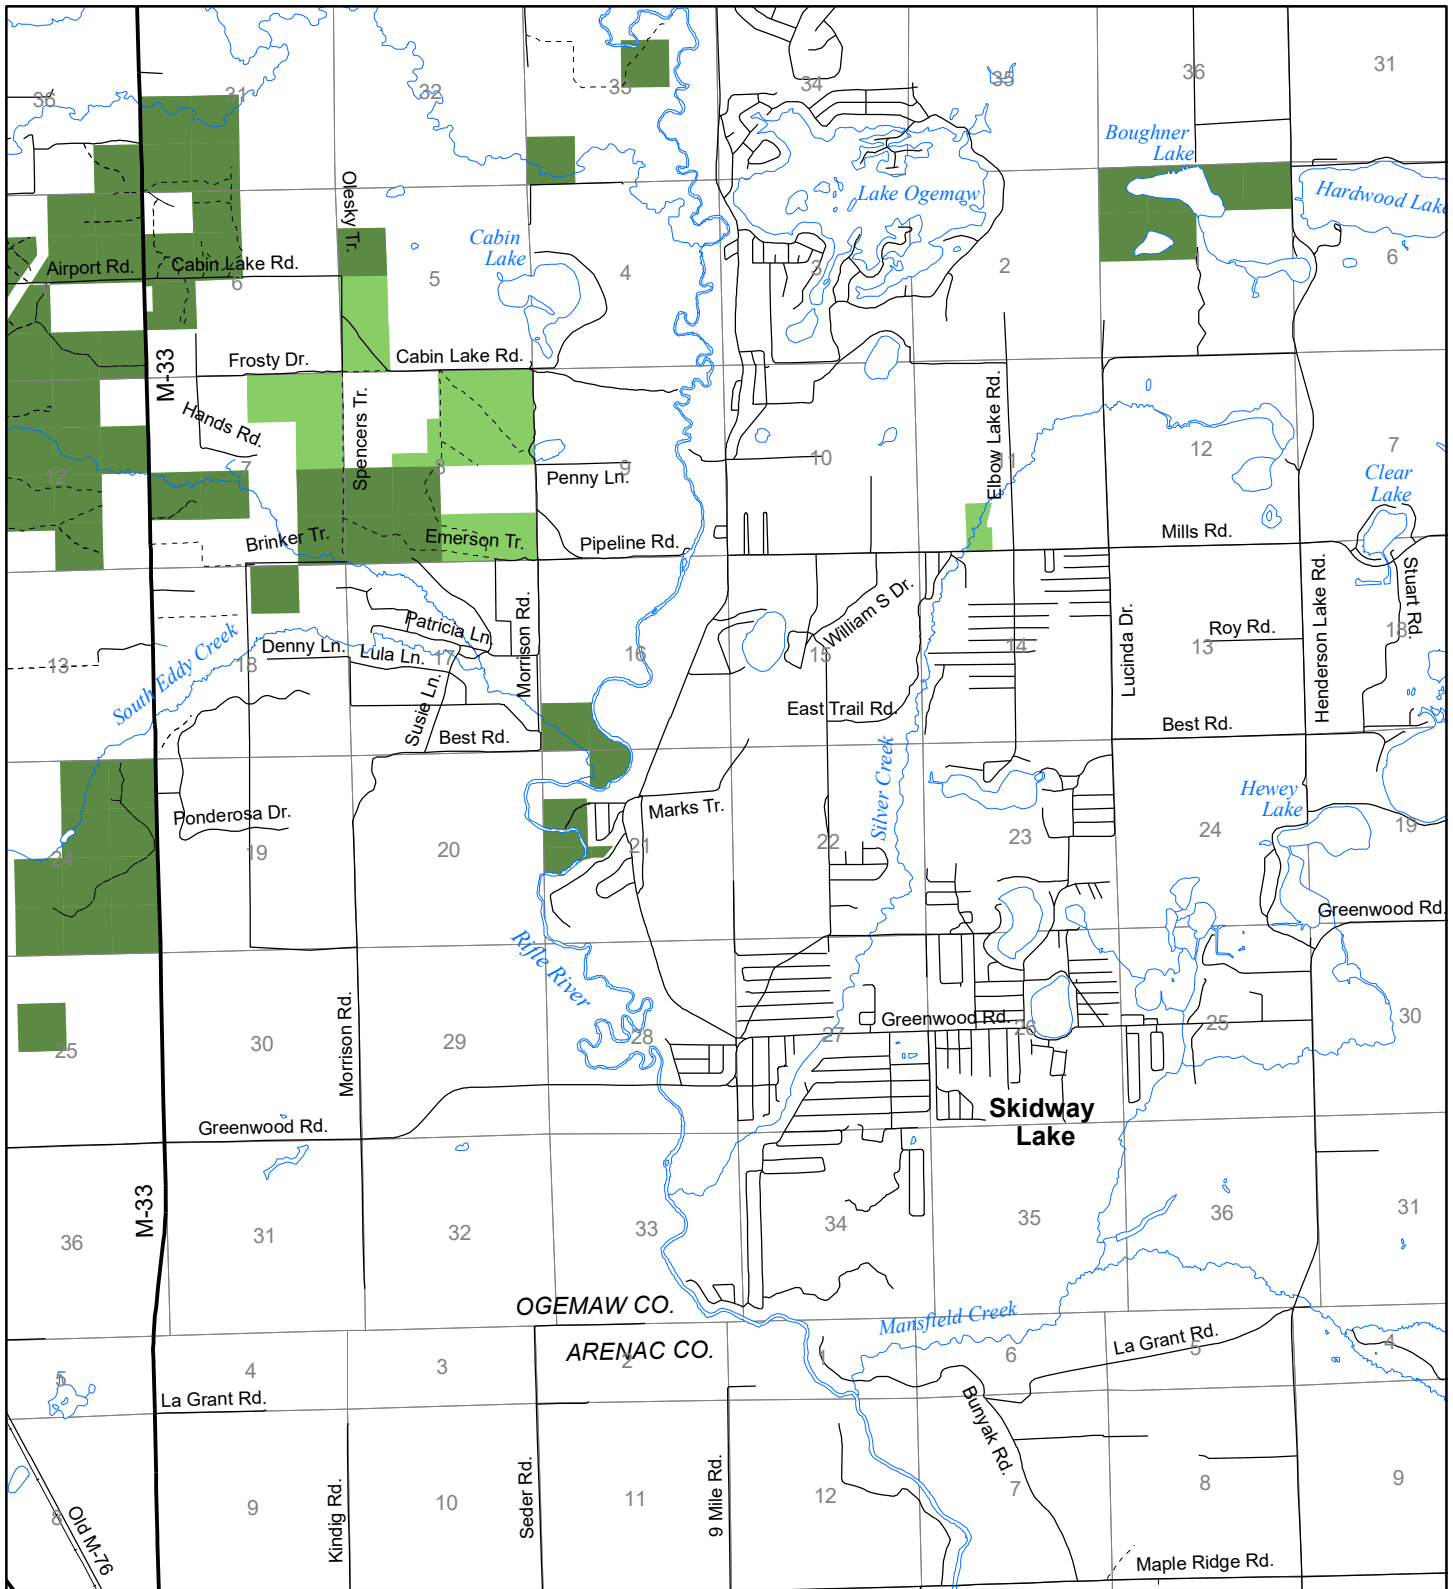 36
31
32
33
34
35
36
31
Boughner
Lake
Hardwood Lake
Olesky Tr.
Lake Ogemaw
Cabin
Lake
Airport Rd.
Cabin Lake Rd.
1
6
5
4
3
2
6
M-33
Frosty Dr.
Cabin Lake Rd.
Hands Rd.
Spencers Tr.
Elbow Lake Rd.
12
7
8
9
10
11
12
7
Penny Ln.
Clear
Lake
Brinker Tr.
Emerson Tr.
Pipeline Rd.
Mills Rd.
Henderson Lake Rd.
Stuart Rd.
South Eddy Creek
Denny Ln.
Patricia Ln.
Lula Ln.
Susie Ln.
Morrison Rd.
William S Dr.
Lucinda Dr.
Roy Rd.
13
18
17
16
15
14
13
18
East Trail Rd.
Best Rd.
Best Rd.
Silver Creek
Hewey
Lake
Ponderosa Dr.
Marks Tr.
24
19
20
21
22
23
24
19
Greenwood Rd.
Rifle River
Morrison Rd.
Greenwood Rd.
25
30
29
28
27
26
25
30
Skidway
Lake
Greenwood Rd.
M-33
36
31
32
33
34
35
36
31
OGEMAW CO.
ARENAC CO.
Mansfield Creek
La Grant Rd.
5
4
3
2
1
6
5
4
La Grant Rd.
Bunyak Rd.
Old M-76
Kindig Rd.
Seder Rd.
9 Mile Rd.
8
9
10
11
12
7
8
9
Maple Ridge Rd.